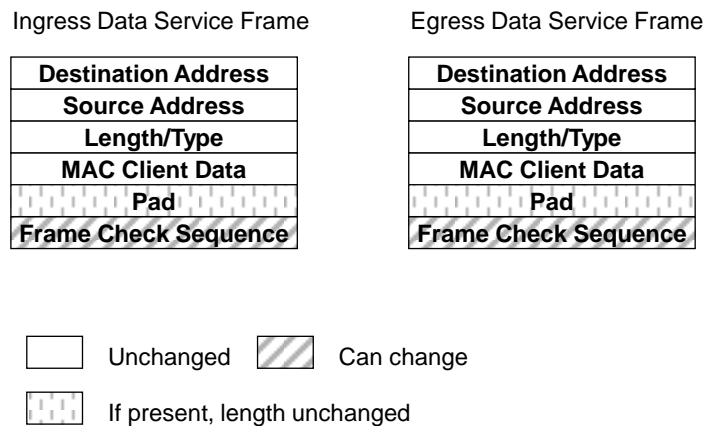 Ingress Data Service Frame
Destination Address
Source Address
Length/Type
MAC Client Data
Pad
Frame Check Sequence
Egress Data Service Frame
Destination Address
Source Address
Length/Type
MAC Client Data
Pad
Frame Check Sequence
Unchanged
Can change
If present, length unchanged